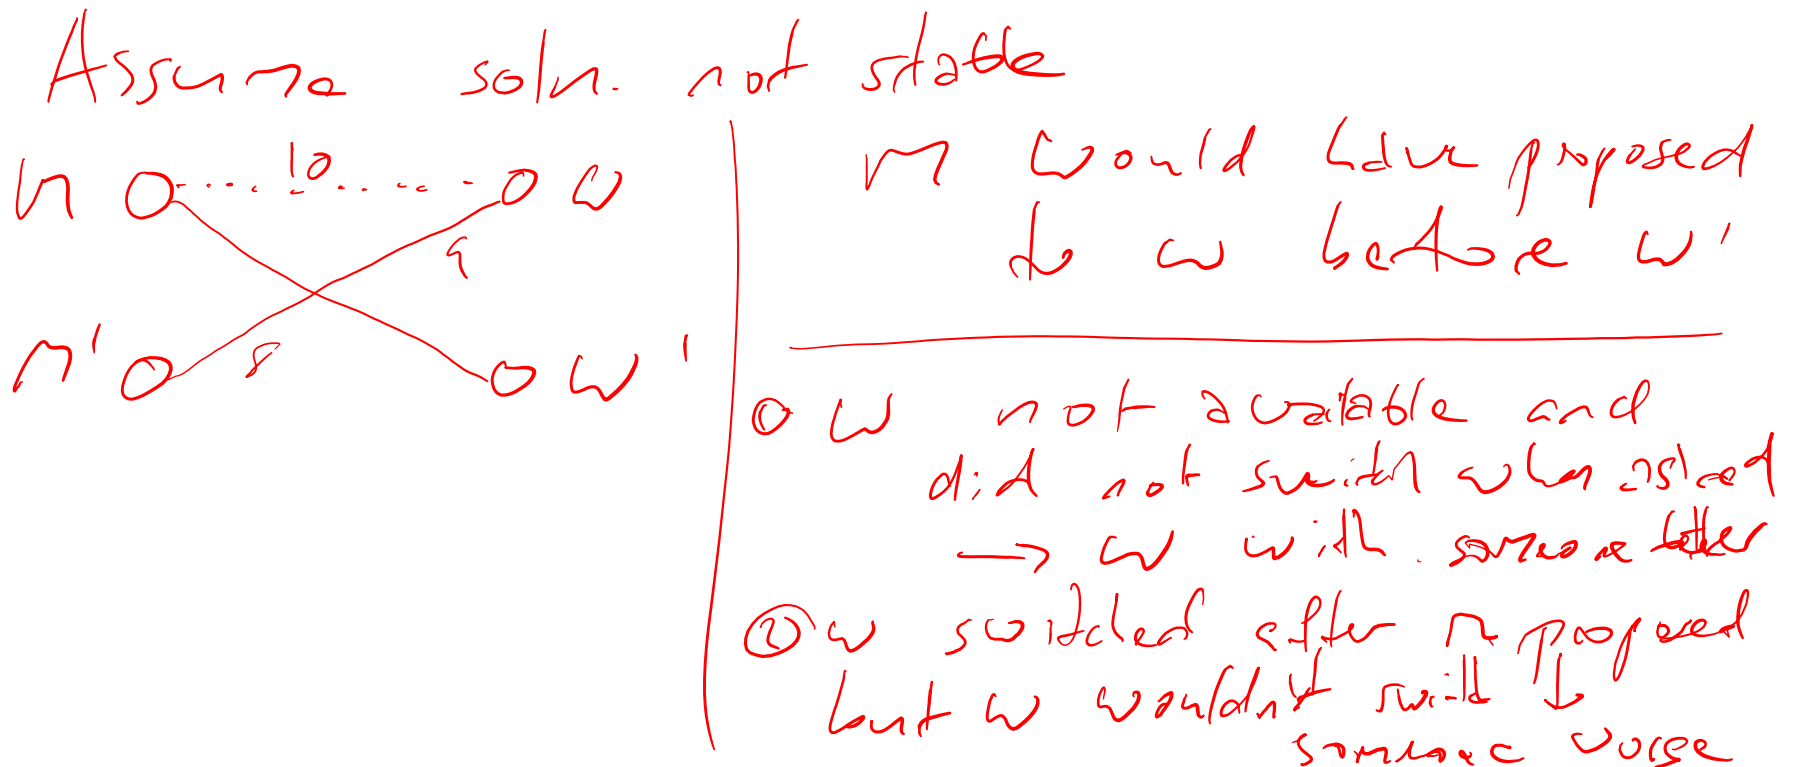 Assume soln. not stable
m 10 w
9
m' 8 w'
m would have proposed
to w before w'
① w not available and
did not switch when asked
→ w with someone better
② w switched after m proposed
but w wouldn't switch ↓
someone worse